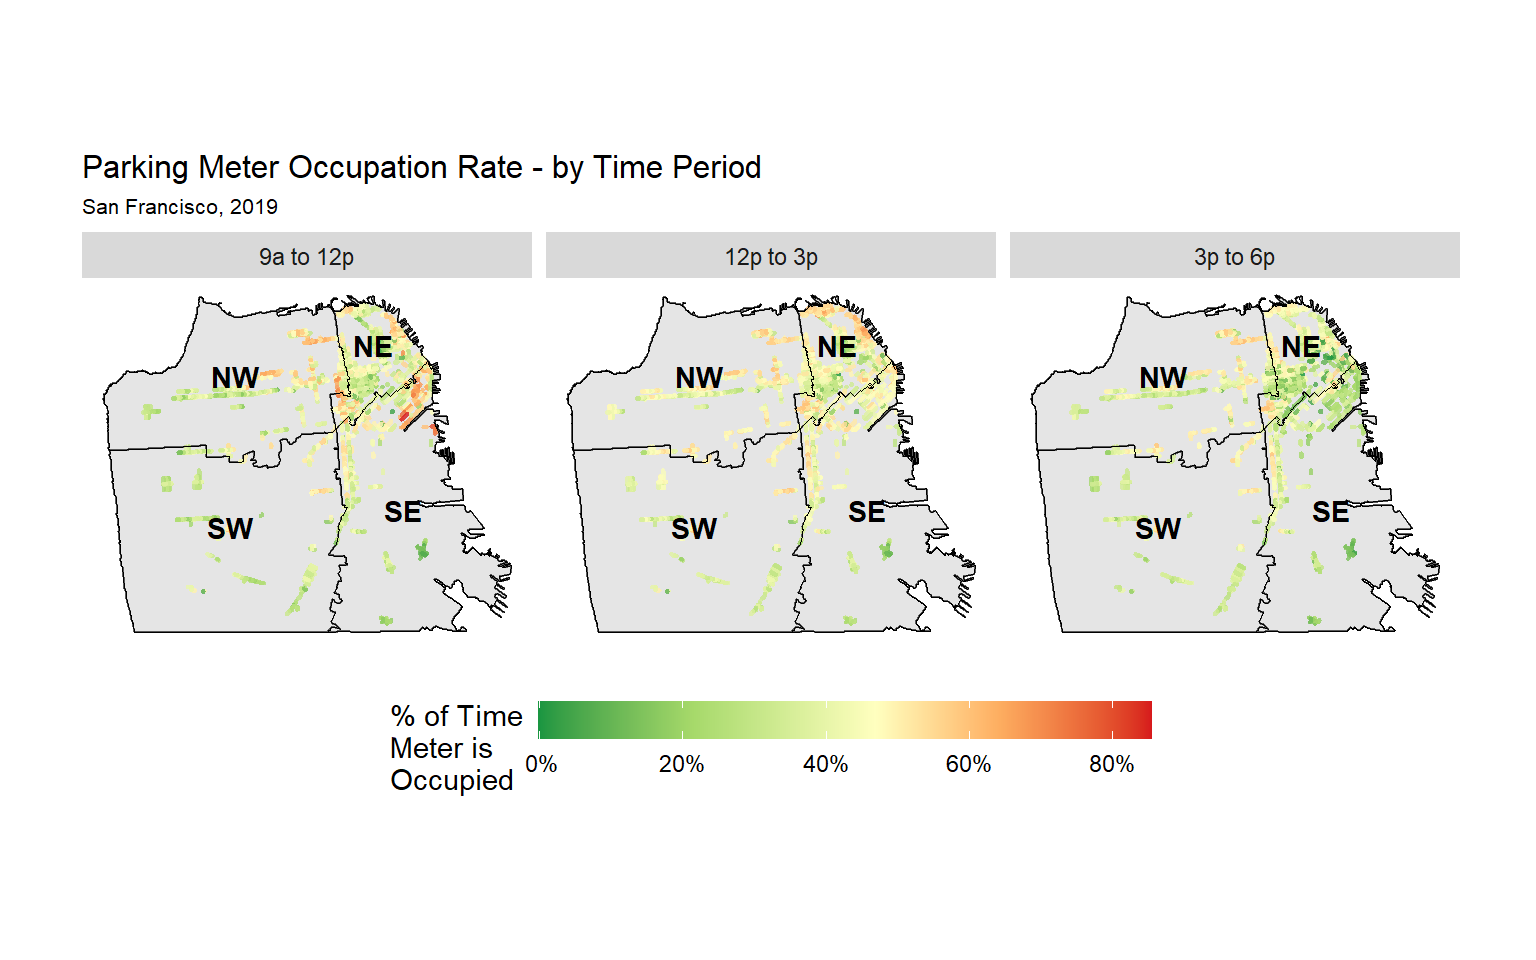 Parking Meter Occupation Rate - by Time Period
San Francisco, 2019
9a to 12p
12p to 3p
3p to 6p
NE
NW
SE
SW
NE
NW
SE
SW
NE
NW
SE
SW
% of Time
Meter is
Occupied
0%
20%
40%
60%
80%